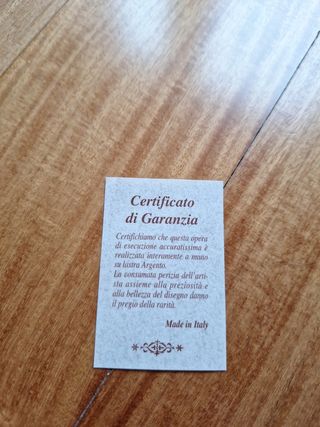 Certificato
di Garanzia
Certifichiamo che questa opera
di esecuzione accuratissima è
realizzata interamente a mano
su lastra Argento.
La consumata perizia dell'arti-
sta assieme alla preziosità e
alla bellezza del disegno danno
il pregio della rarità.
Made in Italy